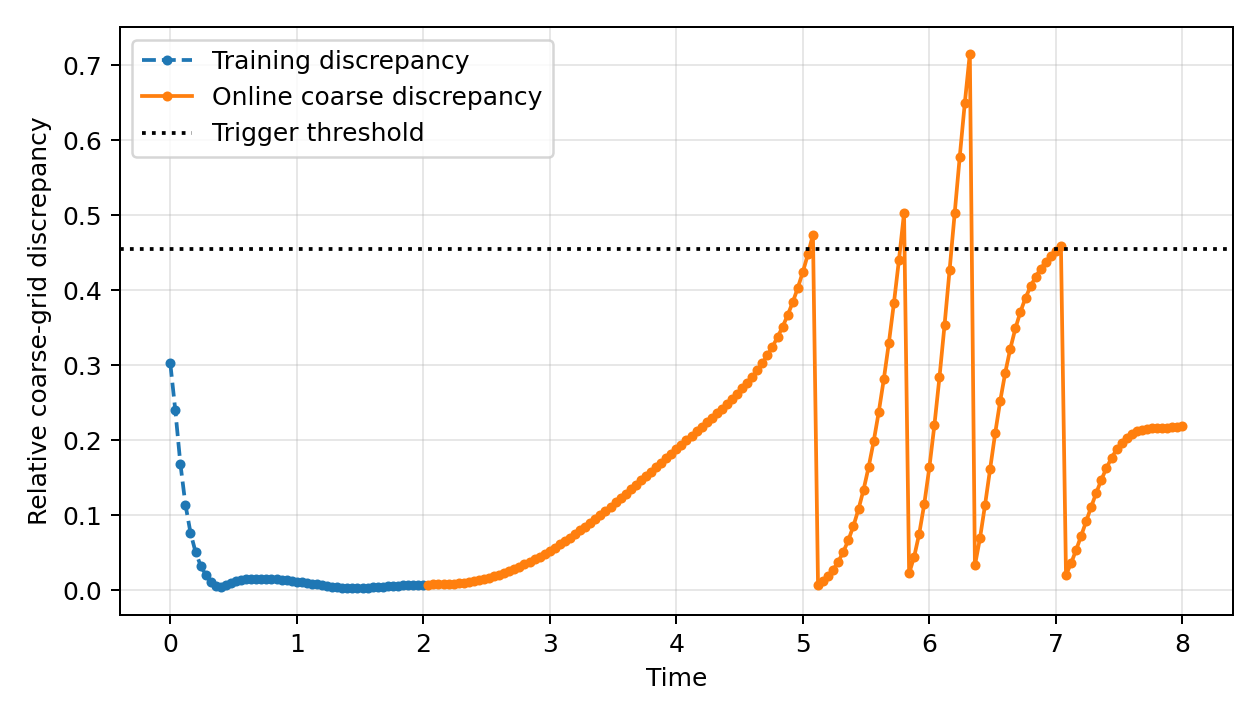 Training discrepancy
Online coarse discrepancy
Trigger threshold
Relative coarse-grid discrepancy
0.7
0.6
0.5
0.4
0.3
0.2
0.1
0.0
0 1 2 3 4 5 6 7 8
Time